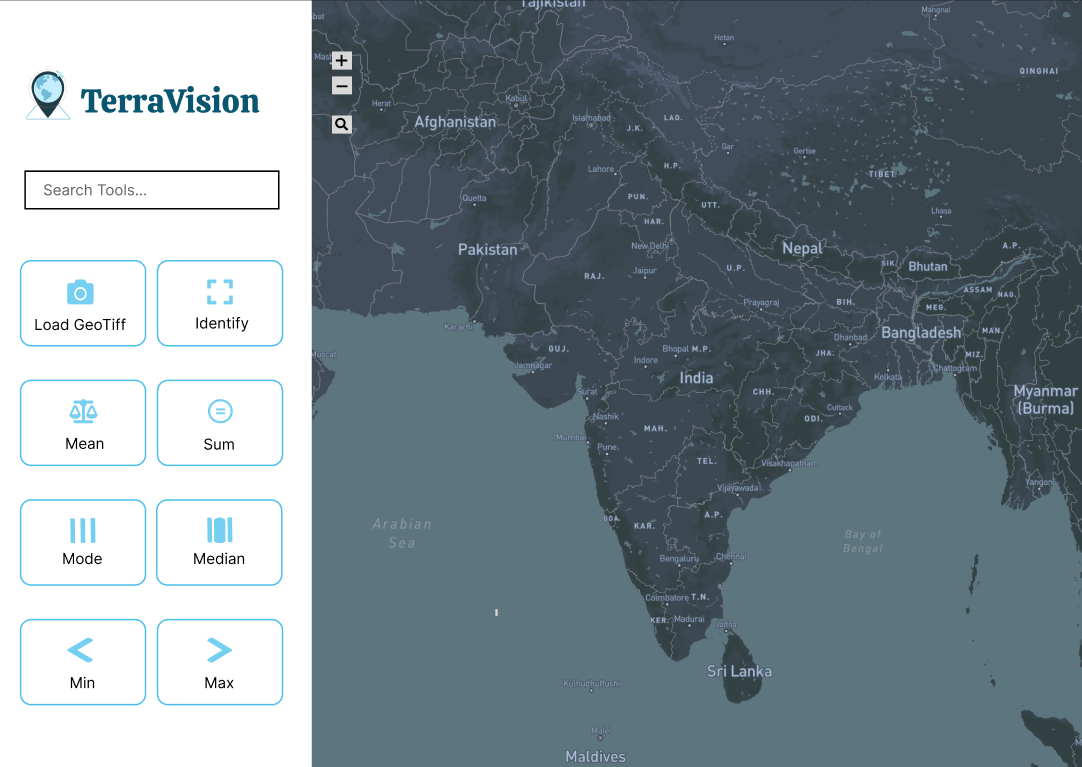 TerraVision
Search Tools...
Load GeoTiff
Identify
Mean
Sum
Mode
Median
Min
Max
Tajikistan
Mangnai
Hotan
QINGHAI
Herat
Kabul
Afghanistan
Islamabad
J.K.
LAD.
Gar
Gertse
Lahore
H.P.
TIBET
Quetta
PUN.
UTT.
Lhasa
HAR.
New Delhi
Pakistan
Nepal
A.P.
SIK.
Bhutan
Jaipur
RAJ.
U.P.
ASSAM
NAG.
Prayagraj
BIH.
MEG.
Karachi
Dhanbad
Bangladesh
MAN.
Muscat
GUJ.
Bhopal
M.P.
JHA.
MIZ.
Indore
Jamnagar
Chattogram
India
Kolkata
Surat
CHH.
Myanmar
(Burma)
Nashik
Cuttack
ODI.
Mumbai
MAH.
Pune
TEL.
Visakhapatnam
Vijayawada
Yangon
Arabian
Sea
GOA
KAR.
A.P.
Bay of
Bengal
Bengaluru
Chennai
Coimbatore
T.N.
KER.
Madurai
Jaffna
Sri Lanka
Kulhudhuffushi
Male
Maldives